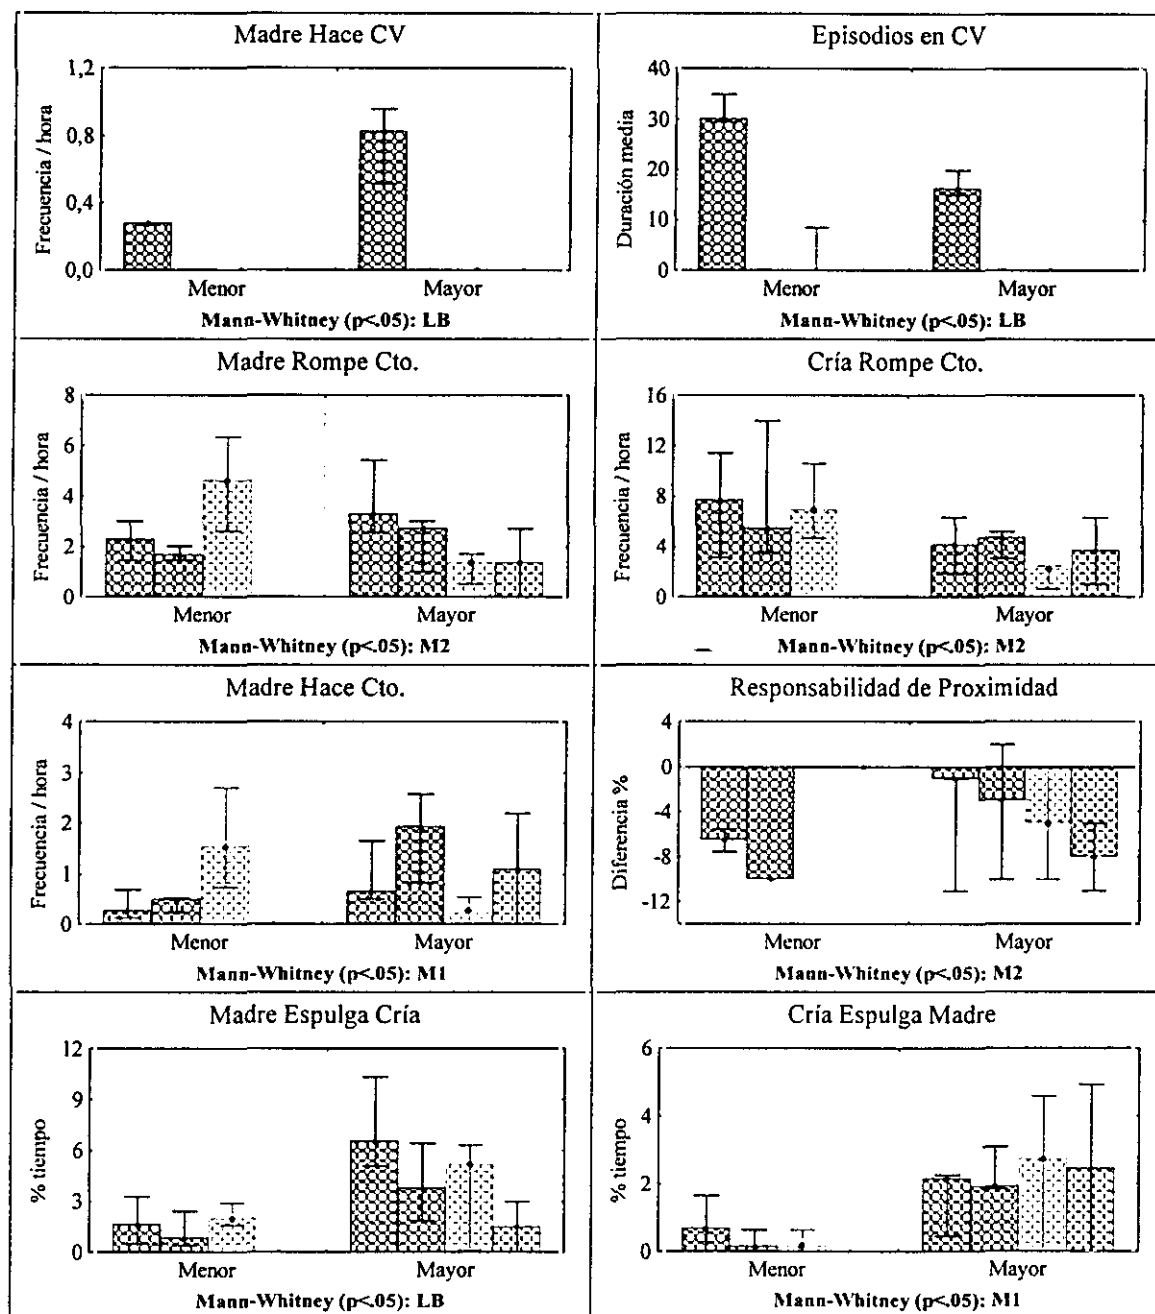 Madre Hace CV
Frecuencia / hora
1,2
0,8
0,4
0,0
Menor
Mayor
Mann-Whitney (p<.05): LB
Episodios en CV
Duración media
40
30
20
10
0
Menor
Mayor
Mann-Whitney (p<.05): LB
Madre Rompe Cto.
Frecuencia / hora
8
6
4
2
0
Menor
Mayor
Mann-Whitney (p<.05): M2
Cría Rompe Cto.
Frecuencia / hora
16
12
8
4
0
Menor
Mayor
Mann-Whitney (p<.05): M2
Madre Hace Cto.
Frecuencia / hora
4
3
2
1
0
Menor
Mayor
Mann-Whitney (p<.05): M1
Responsabilidad de Proximidad
Diferencia %
4
0
-4
-8
-12
Menor
Mayor
Mann-Whitney (p<.05): M2
Madre Espulga Cría
% tiempo
12
9
6
3
0
Menor
Mayor
Mann-Whitney (p<.05): LB
Cría Espulga Madre
% tiempo
6
4
2
0
Menor
Mayor
Mann-Whitney (p<.05): M1